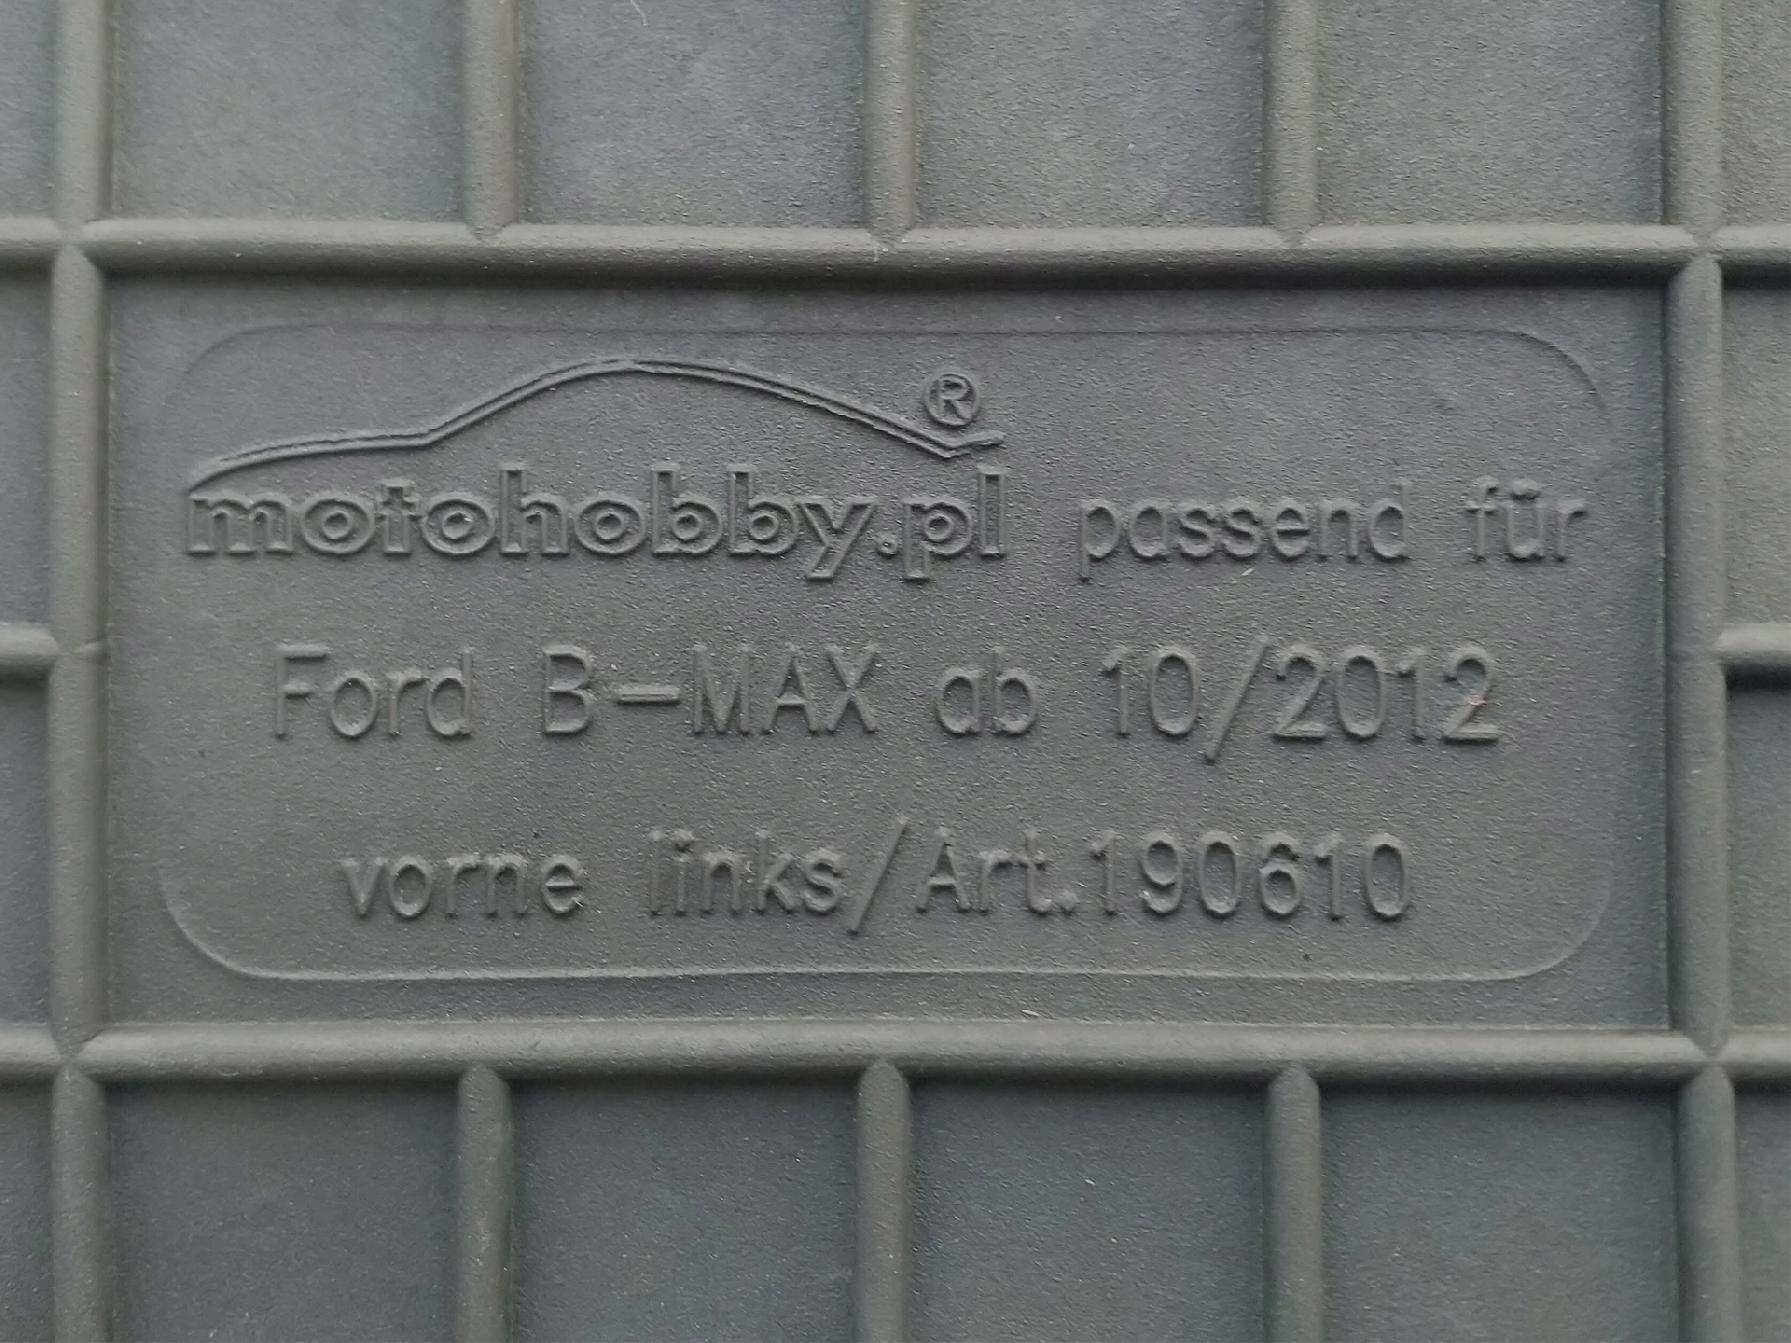 motohobby.pl® passend für
Ford B-MAX ab 10/2012
vorne links/Art.190610